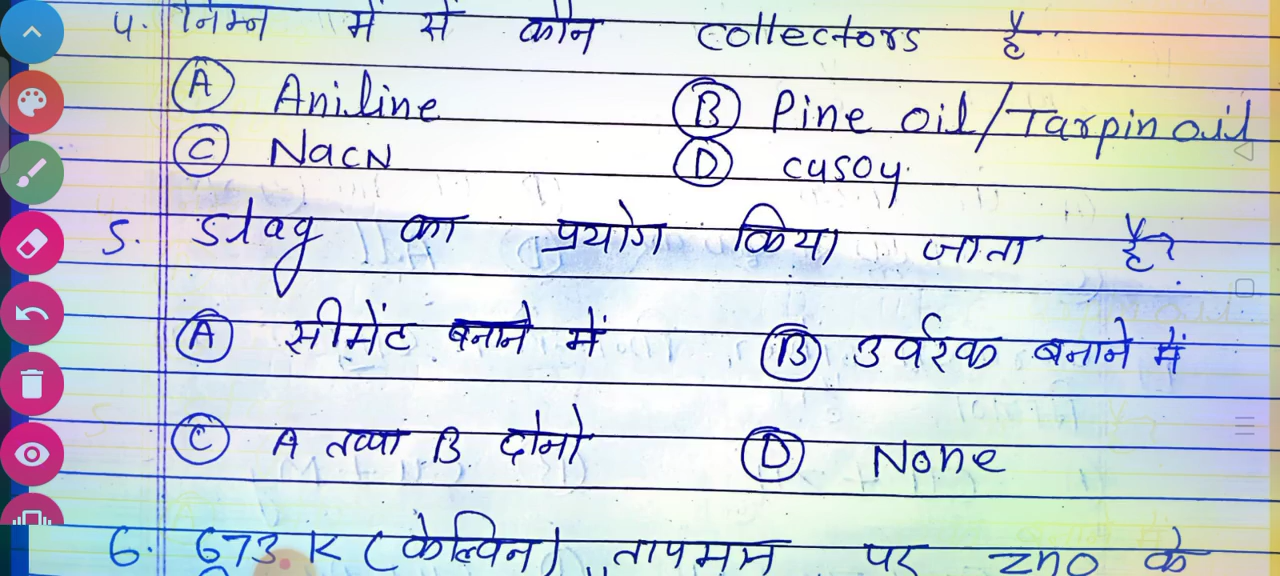 4. निम्न में से कौन collectors है
(A) Aniline (B) Pine oil/Tarpin oil
(C) NaCN (D) CuSO4
5. Slag का प्रयोग किया जाता है?
(A) सीमेंट बनाने में (B) उर्वरक बनाने में
(C) A तथा B दोनो (D) None
6. 673 K (केल्विन) तापमान पर ZnO के